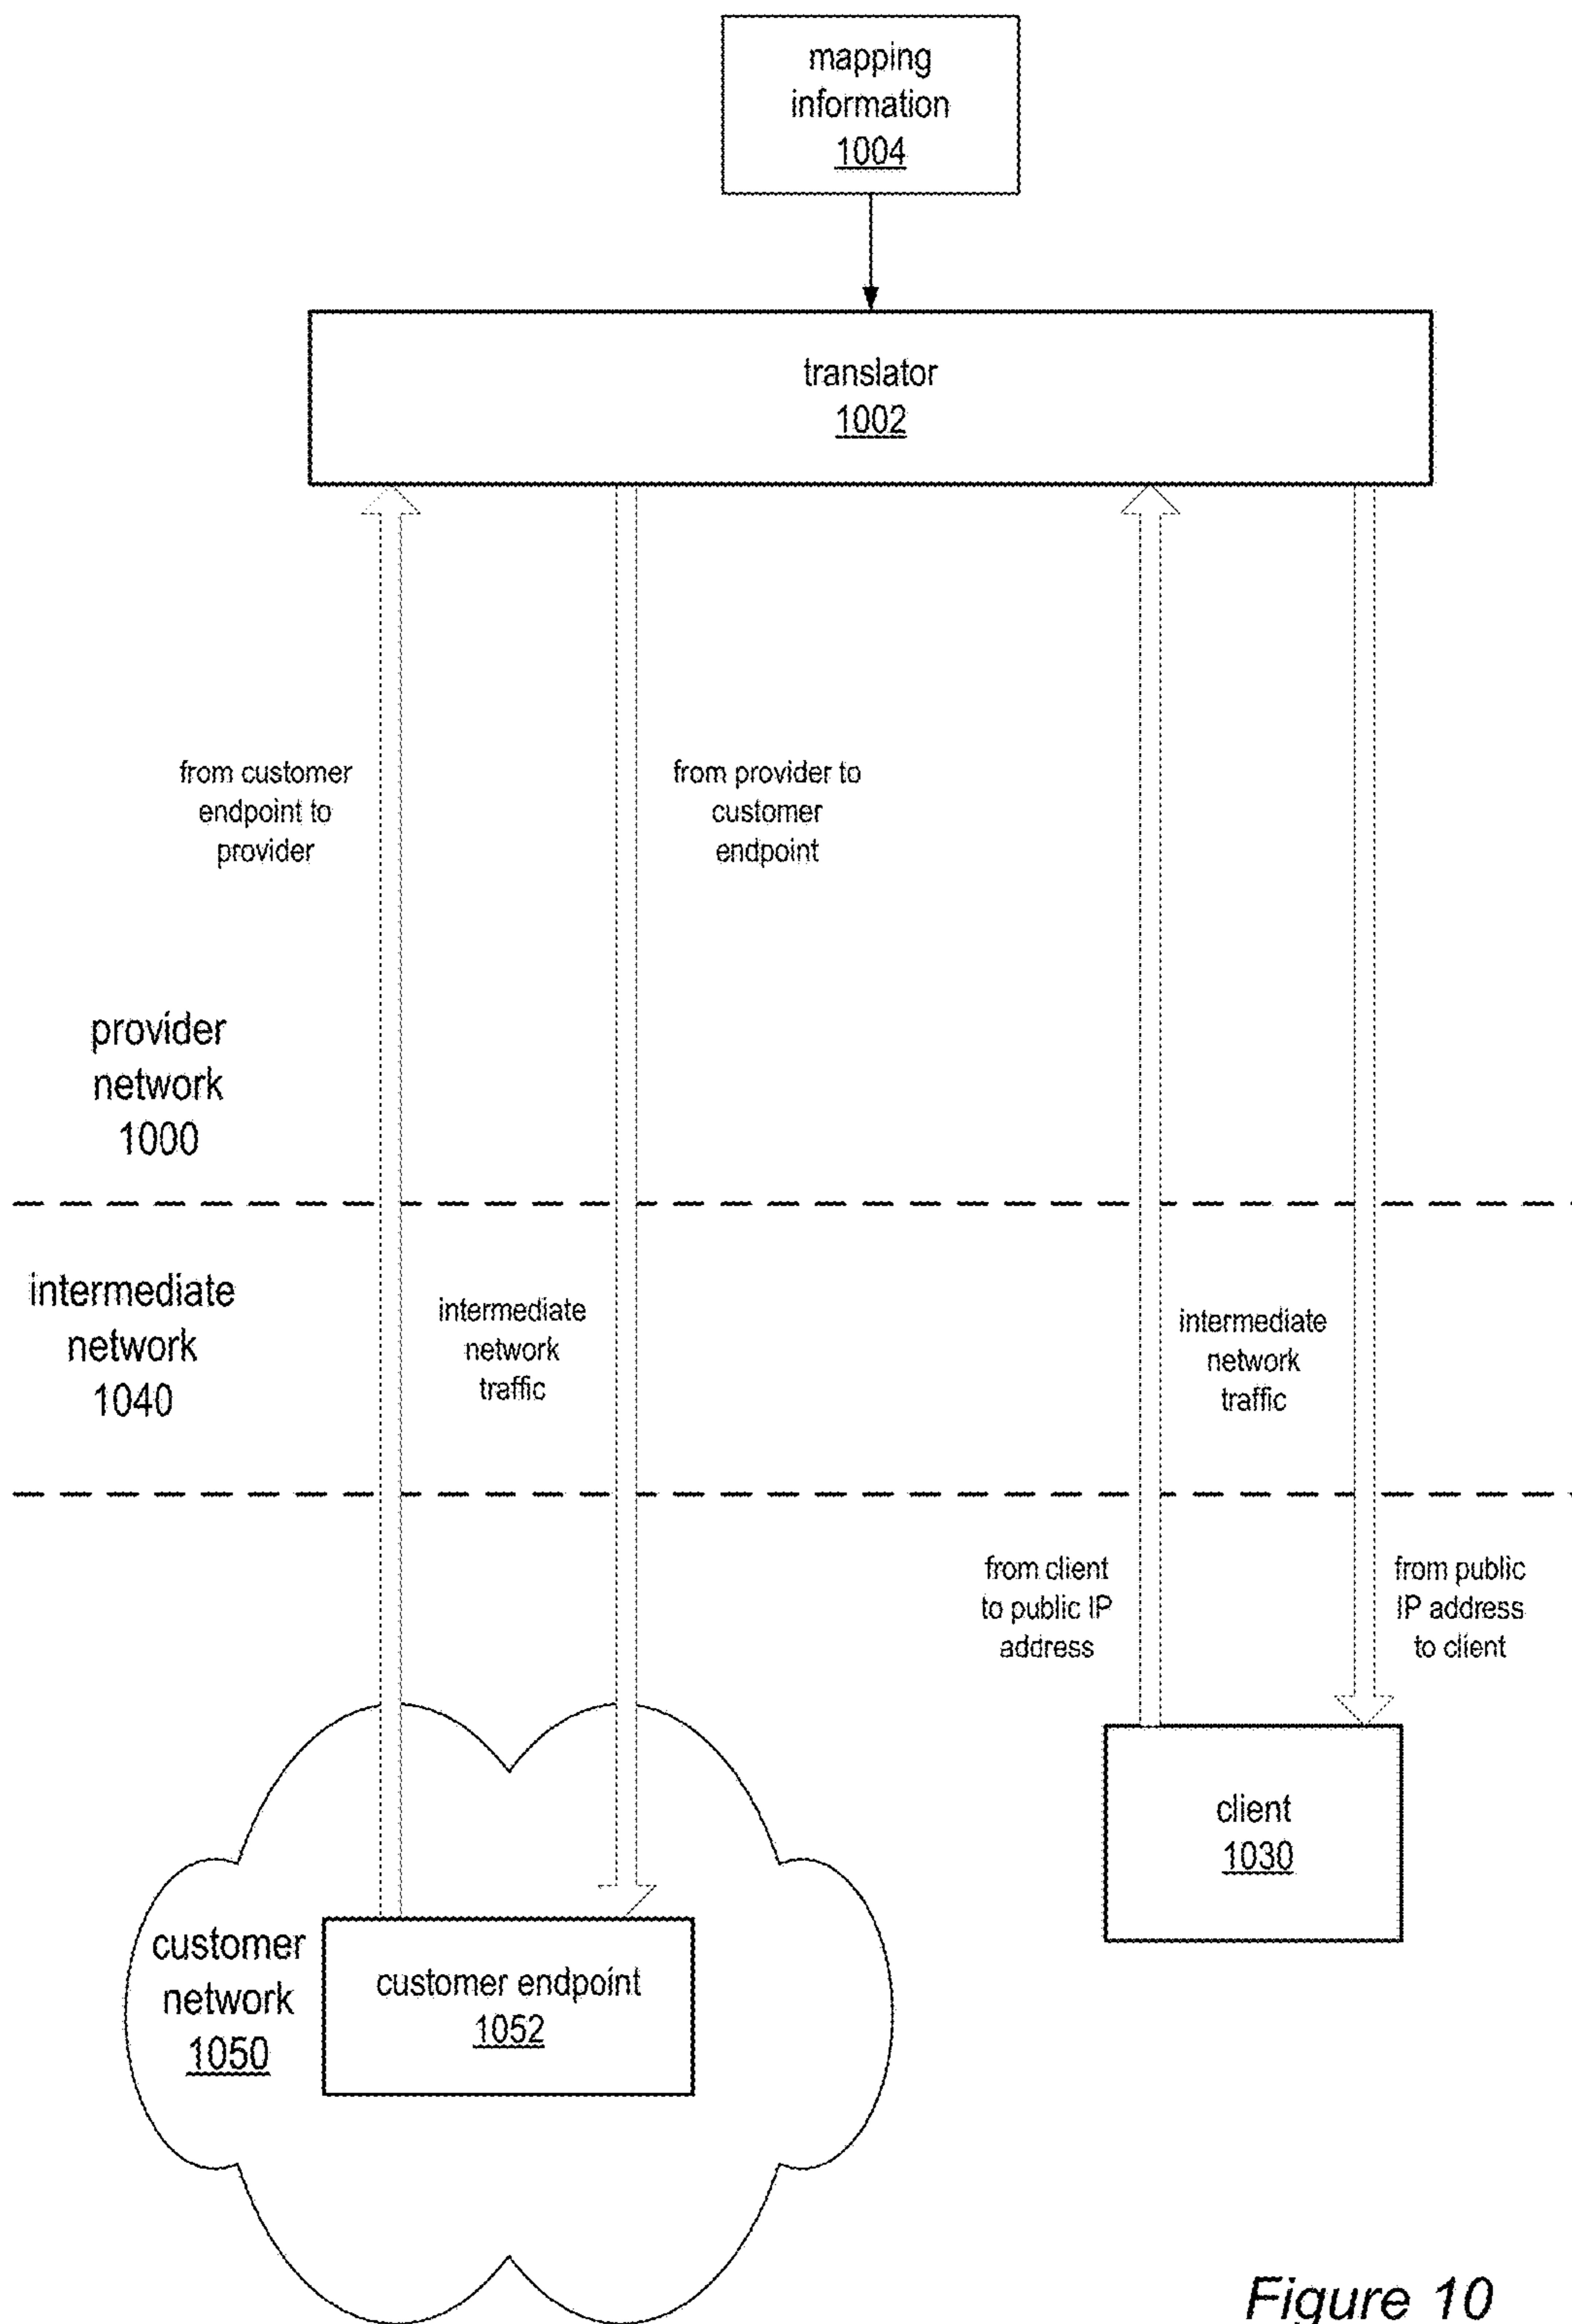 mapping
information
1004
translator
1002
from customer
endpoint to
provider
from provider to
customer
endpoint
provider
network
1000
intermediate
network
1040
intermediate
network
traffic
intermediate
network
traffic
from client
to public IP
address
from public
IP address
to client
client
1030
customer
network
1050
customer endpoint
1052
Figure 10